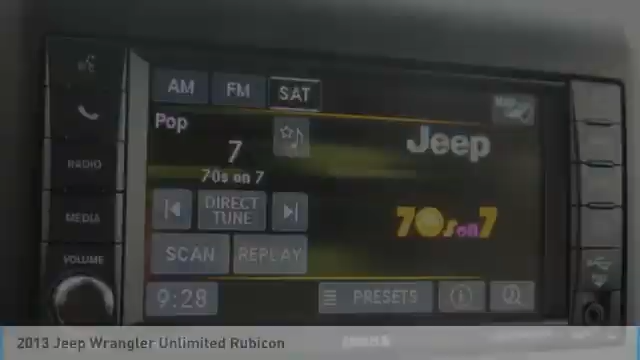 AM FM SAT
Pop
Jeep
7
70s on 7
RADIO
DIRECT TUNE
70s on 7
MEDIA
SCAN REPLAY
VOLUME
9:28 PRESETS
2013 Jeep Wrangler Unlimited Rubicon